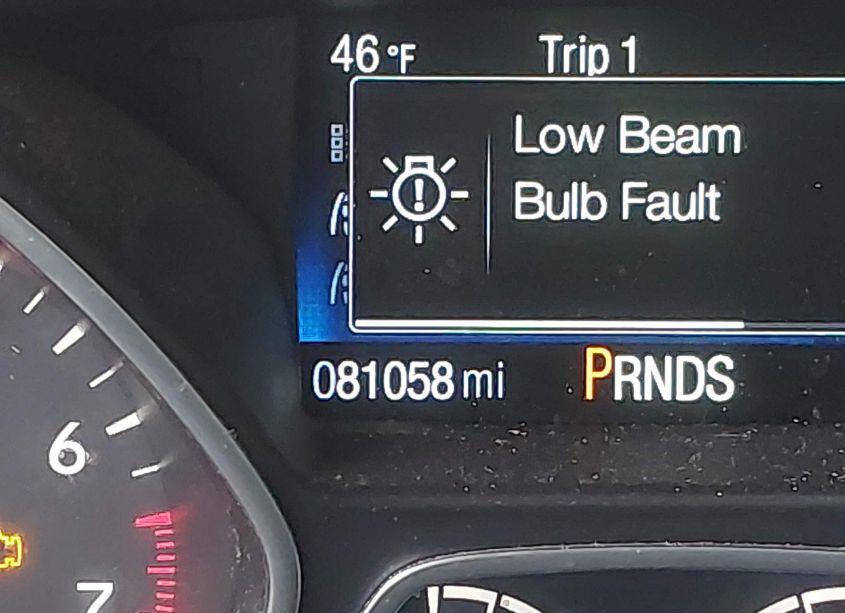 46°F Trip 1
Low Beam
Bulb Fault
081058 mi PRNDS
6
7